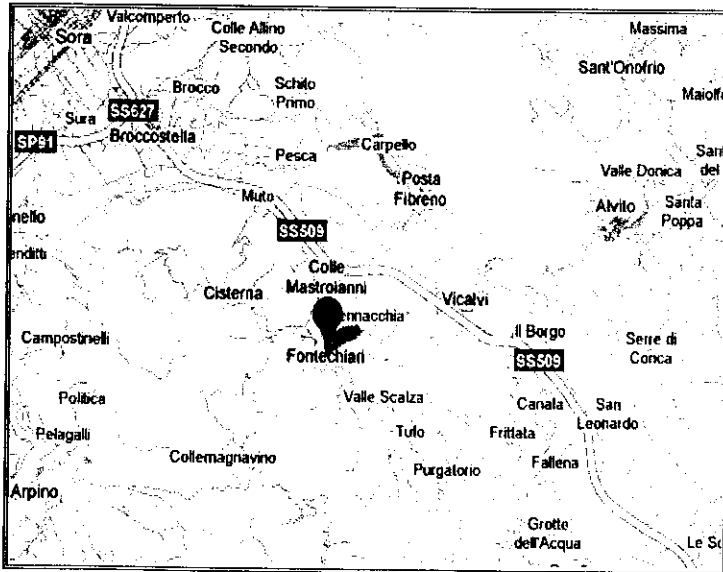 Valcomperto
Sora
Colle Alino
Secondo
Massima
Sant'Onofrio
Brocco
Schito
Primo
SS627
Sura
Broccostella
SP91
Carpello
Pesca
Posta
Fibreno
Valle Donica
Alvito
Santa
Poppa
Muto
SS509
Colle
Mastroianni
Cisterna
Vicalvi
Il Borgo
Serre di
Conca
SS509
Campostinelli
Fontechiari
Valle Scalza
Canala
San
Leonardo
Politica
Pelagalli
Tufo
Frittata
Collemagnavino
Purgatorio
Fallena
Arpino
Grotte
dell'Acqua